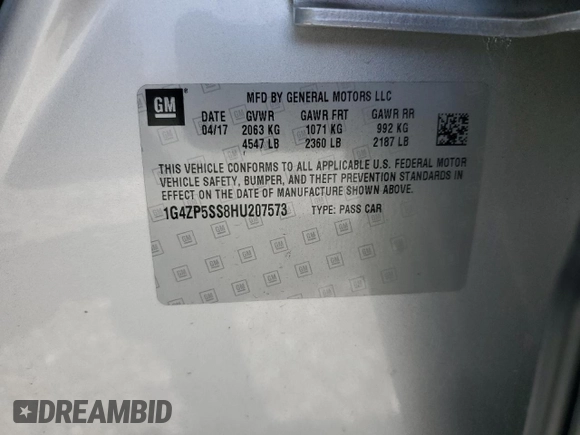 GM
MFD BY GENERAL MOTORS LLC
DATE GVWR GAWR FRT GAWR RR
04/17 2063 KG 1071 KG 992 KG
4547 LB 2360 LB 2187 LB
THIS VEHICLE CONFORMS TO ALL APPLICABLE U.S. FEDERAL MOTOR
VEHICLE SAFETY, BUMPER, AND THEFT PREVENTION STANDARDS IN
EFFECT ON THE DATE OF MANUFACTURE SHOWN ABOVE.
1G4ZP5SS8HU207573 TYPE: PASS CAR
DREAMBID